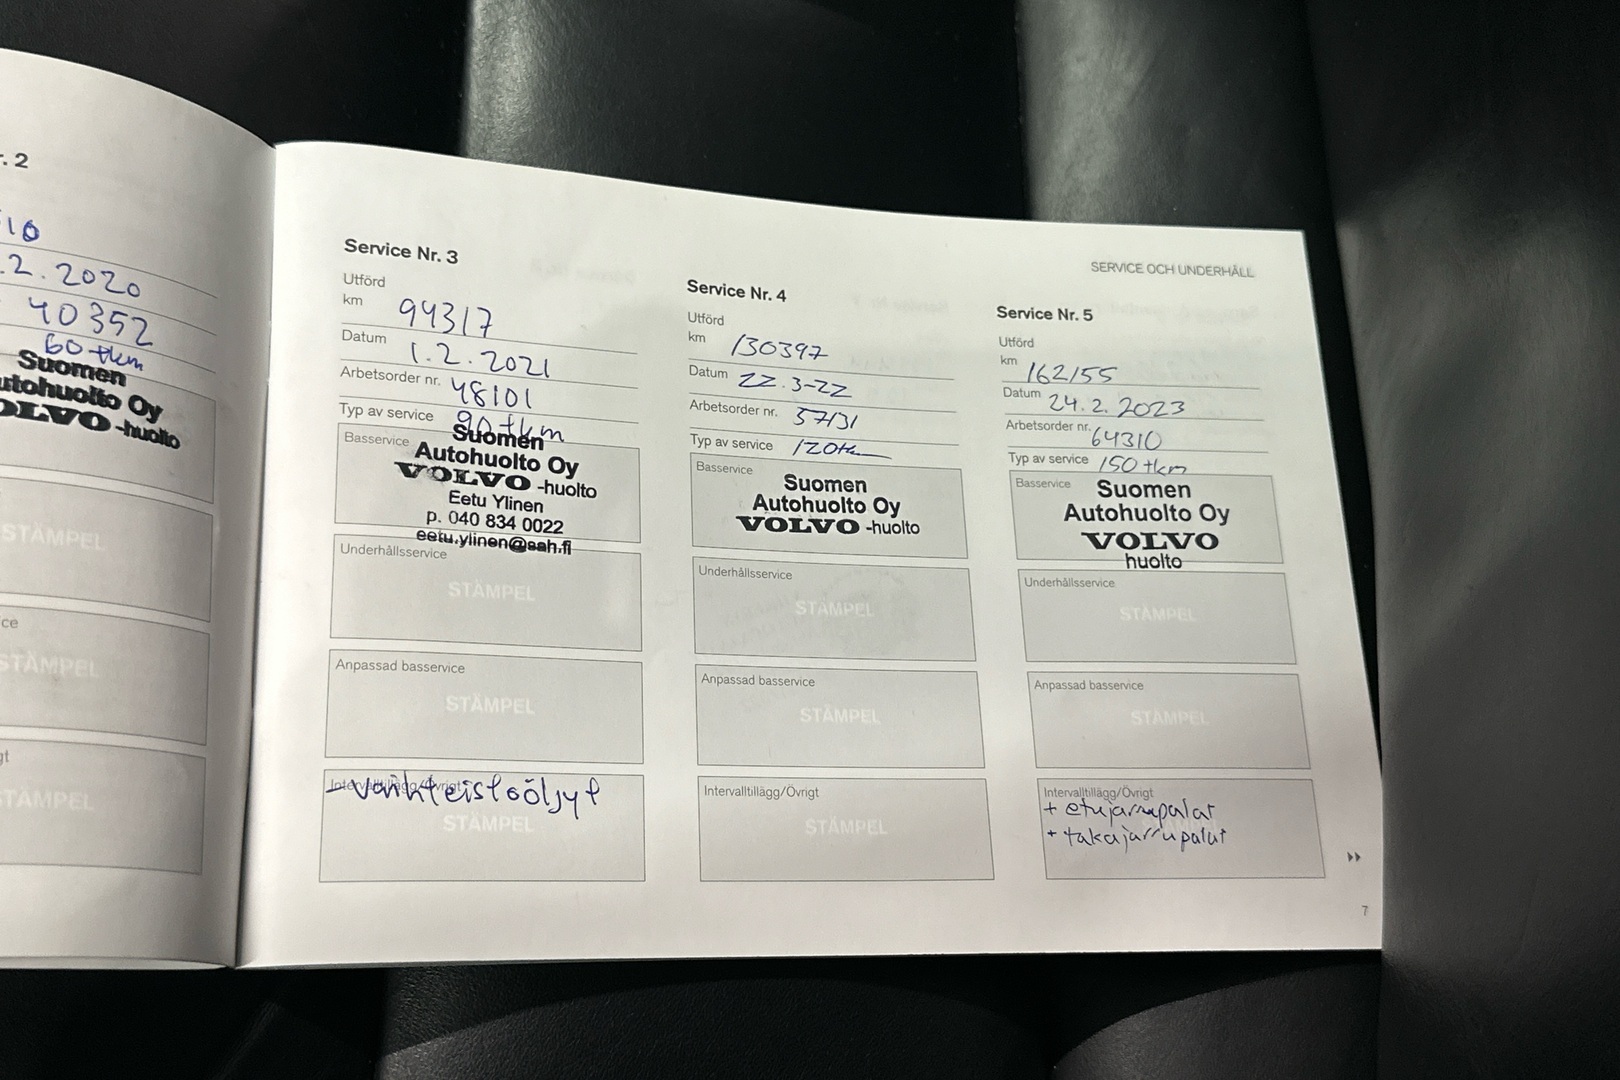 . 2
10
.2.2020
40352
60 tkm
Suomen
utohuolto Oy
OLVO -huolto
STÄMPEL
ce
STÄMPEL
gt
TÄMPEL
SERVICE OCH UNDERHÅLL
Service Nr. 3
Utförd
km 94317
Datum 1.2.2021
Arbetsorder nr. 48101
Typ av service 90 tkm
Basservice
Suomen
Autohuolto Oy
VOLVO -huolto
Eetu Ylinen
p. 040 834 0022
eetu.ylinen@sah.fi
Underhållsservice
STÄMPEL
Anpassad basservice
STÄMPEL
Intervalltillägg/Övrigt
-vaihteistoöljyt
STÄMPEL
Service Nr. 4
Utförd
km 130397
Datum 22.3-22
Arbetsorder nr. 57131
Typ av service 120tkm
Basservice
Suomen
Autohuolto Oy
VOLVO -huolto
Underhållsservice
STÄMPEL
Anpassad basservice
STÄMPEL
Intervalltillägg/Övrigt
STÄMPEL
Service Nr. 5
Utförd
km 162155
Datum 24.2.2023
Arbetsorder nr. 64310
Typ av service 150 tkm
Basservice
Suomen
Autohuolto Oy
VOLVO
huolto
Underhållsservice
STÄMPEL
Anpassad basservice
STÄMPEL
Intervalltillägg/Övrigt
+ etujarrupalat
+ takajarrupalat
7